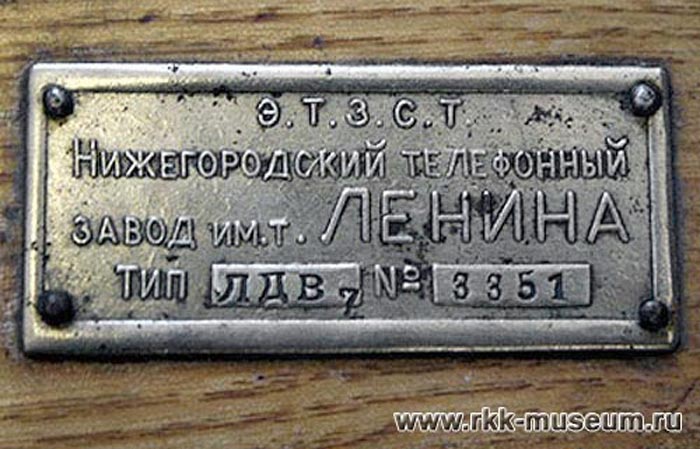 Э.Т.З.С.Т.
НИЖЕГОРОДСКИЙ ТЕЛЕФОННЫЙ
ЗАВОД ИМ.Т. ЛЕНИНА
ТИП ЛДВ7 № 3351
www.rkk-museum.ru